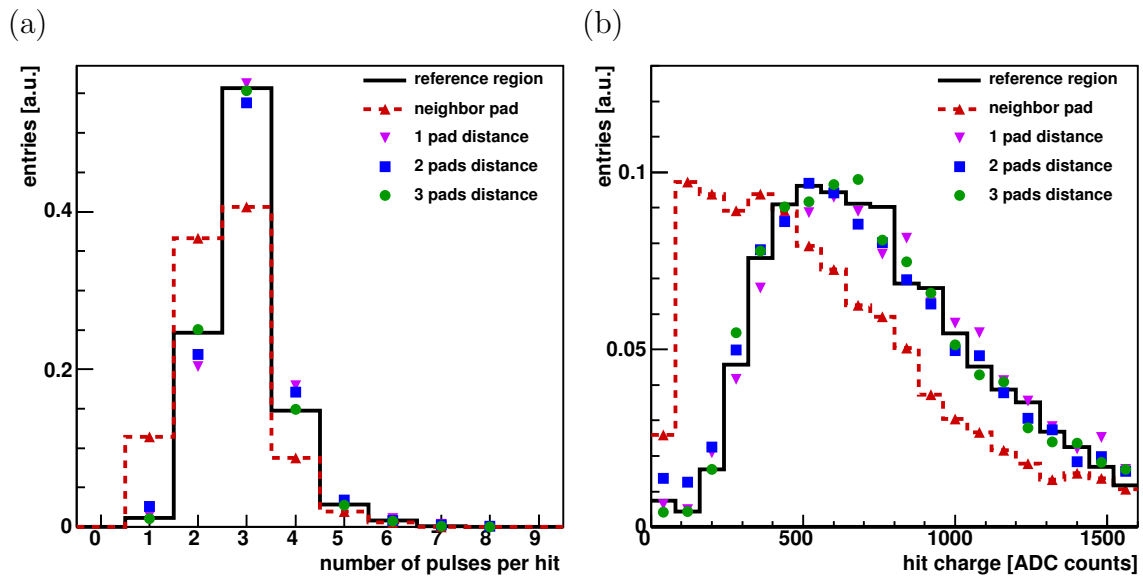 (a)
entries [a.u.]
reference region
neighbor pad
1 pad distance
2 pads distance
3 pads distance
0.4
0.2
0
0 1 2 3 4 5 6 7 8 9
number of pulses per hit
(b)
entries [a.u.]
reference region
neighbor pad
1 pad distance
2 pads distance
3 pads distance
0.1
0.05
0
0 500 1000 1500
hit charge [ADC counts]